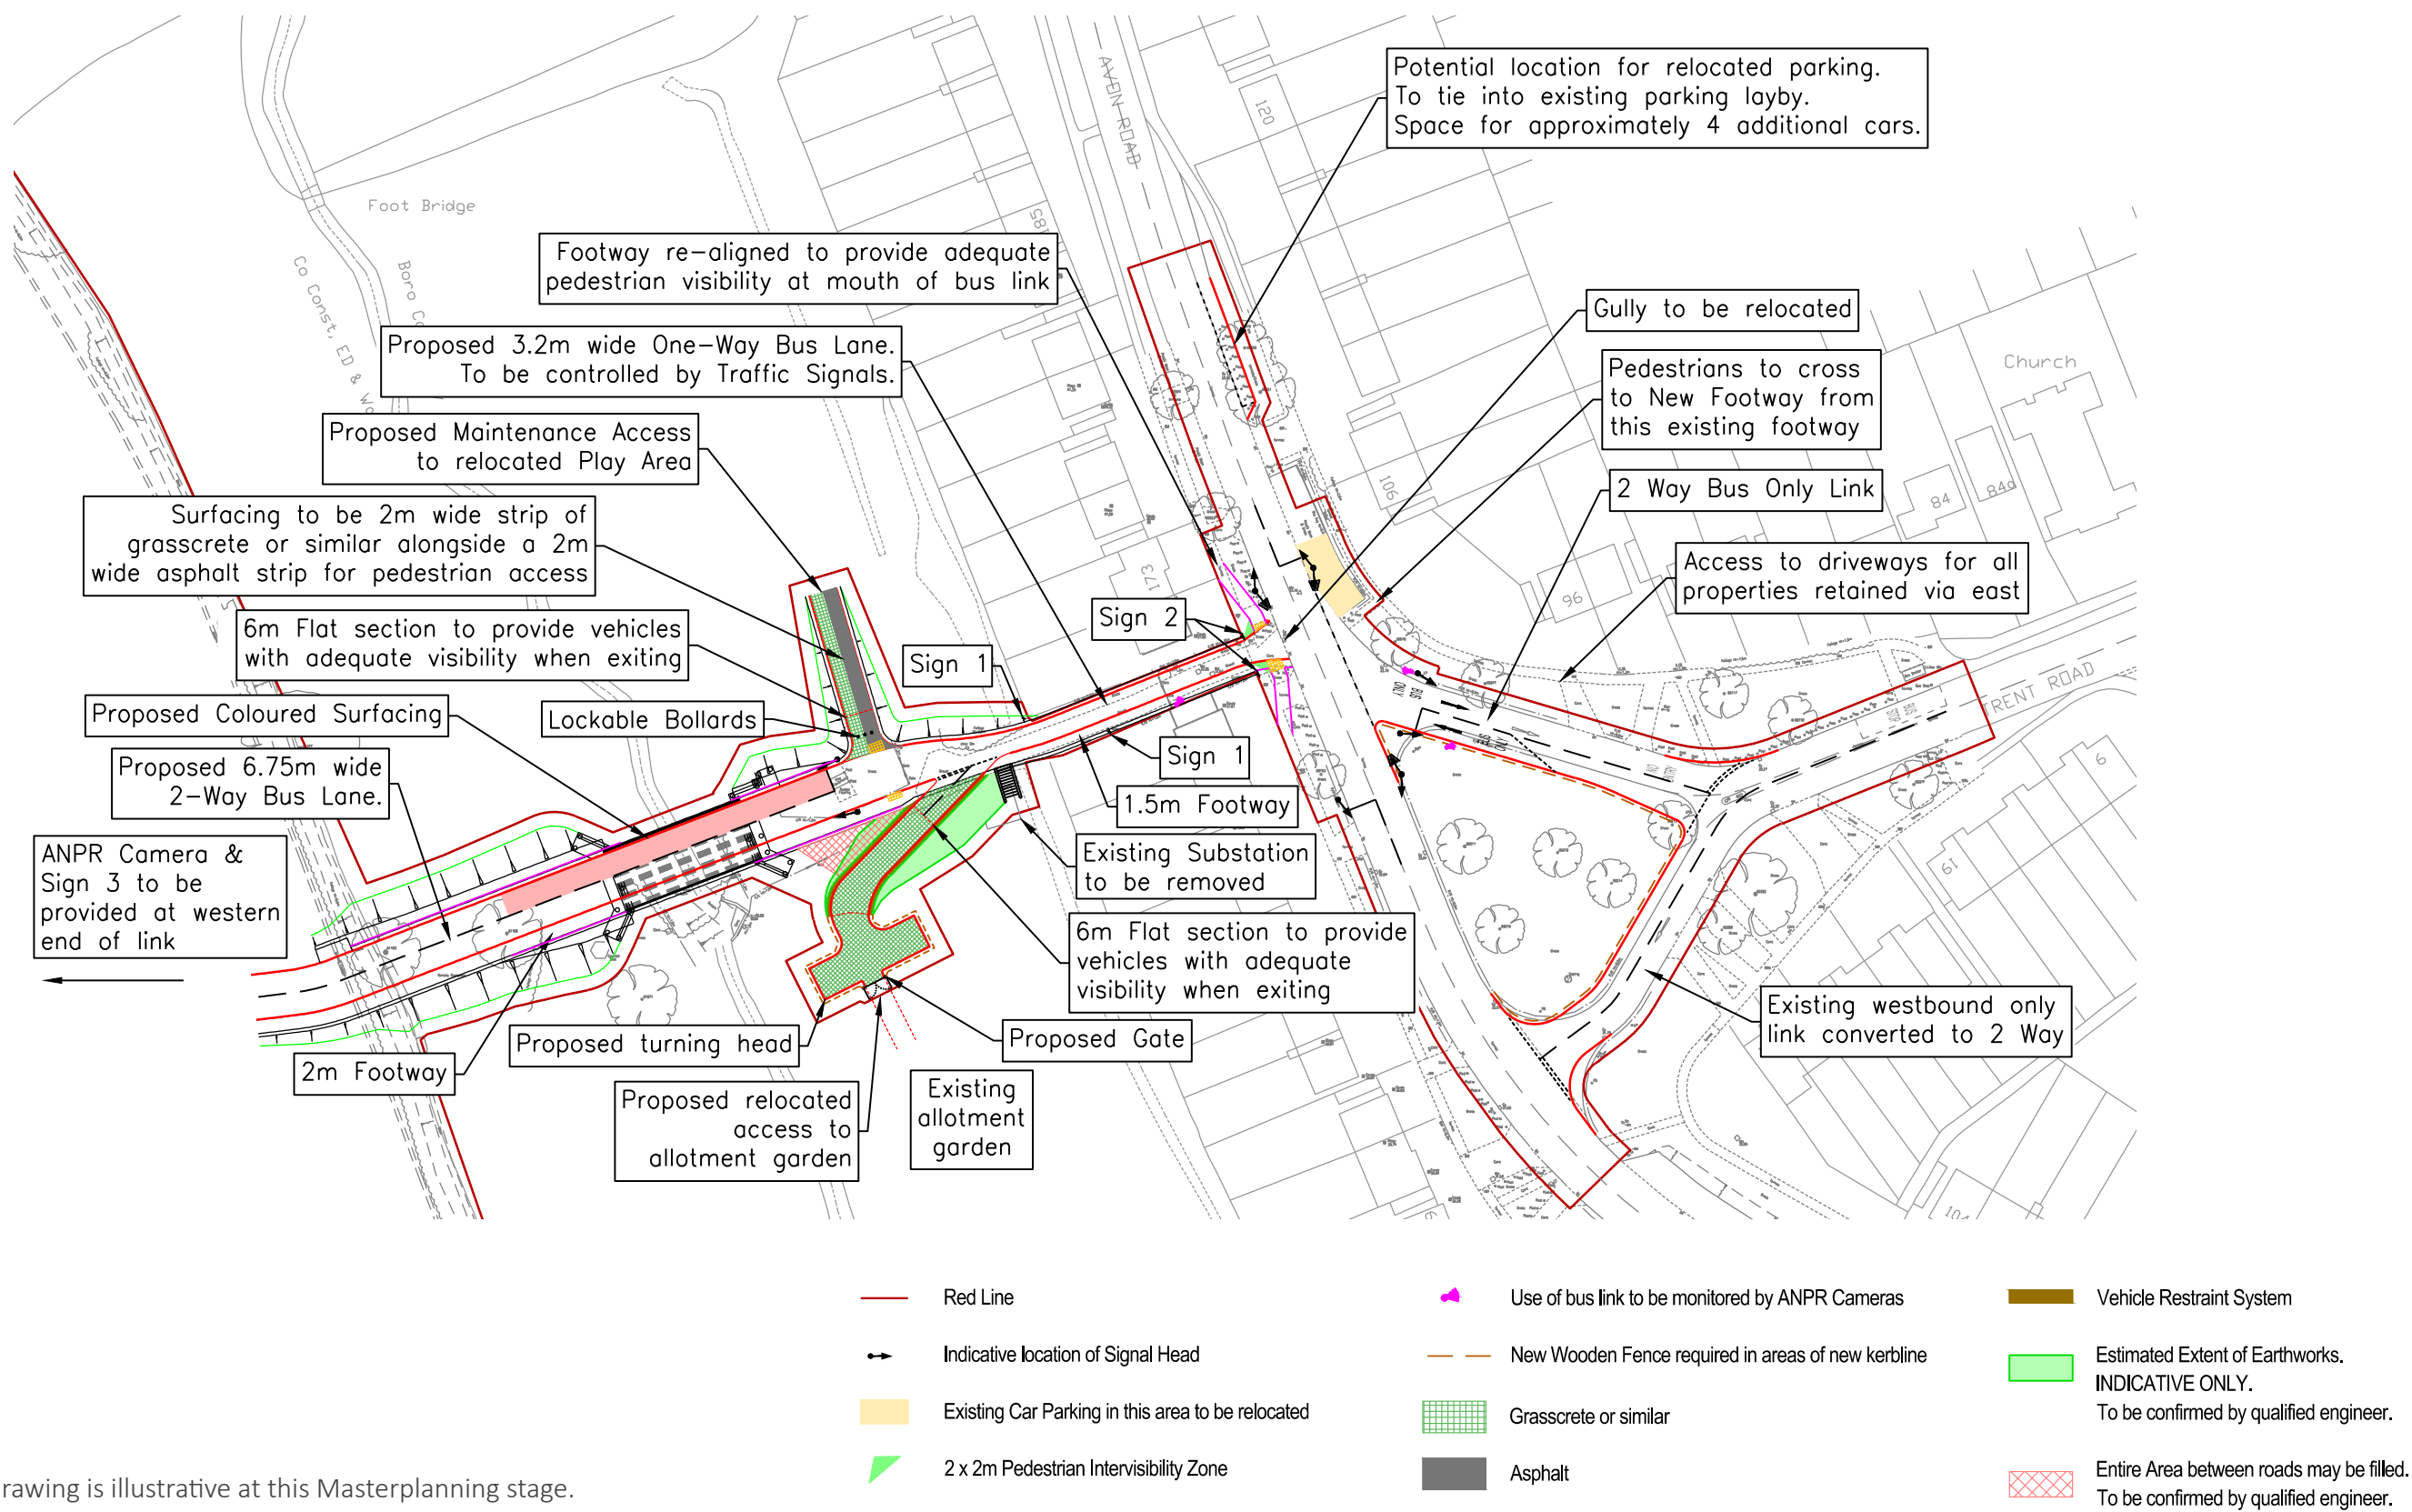 AVON ROAD
120
Potential location for relocated parking.
To tie into existing parking layby.
Space for approximately 4 additional cars.
Foot Bridge
Co Const, ED &
185
Footway re-aligned to provide adequate
pedestrian visibility at mouth of bus link
Gully to be relocated
Proposed 3.2m wide One-Way Bus Lane.
To be controlled by Traffic Signals.
Pedestrians to cross
to New Footway from
this existing footway
Church
Proposed Maintenance Access
to relocated Play Area
106
2 Way Bus Only Link
84
84a
Surfacing to be 2m wide strip of
grasscrete or similar alongside a 2m
wide asphalt strip for pedestrian access
173
96
Access to driveways for all
properties retained via east
6m Flat section to provide vehicles
with adequate visibility when exiting
Sign 2
Sign 1
Proposed Coloured Surfacing
Lockable Bollards
BUS ONLY
TRENT ROAD
Proposed 6.75m wide
2-Way Bus Lane.
Sign 1
1.5m Footway
9
19
ANPR Camera &
Sign 3 to be
provided at western
end of link
Existing Substation
to be removed
6m Flat section to provide
vehicles with adequate
visibility when exiting
Existing westbound only
link converted to 2 Way
Proposed turning head
Proposed Gate
2m Footway
Proposed relocated
access to
allotment garden
Existing
allotment
garden
Red Line
Use of bus link to be monitored by ANPR Cameras
Vehicle Restraint System
Indicative location of Signal Head
New Wooden Fence required in areas of new kerbline
Estimated Extent of Earthworks.
INDICATIVE ONLY.
To be confirmed by qualified engineer.
Existing Car Parking in this area to be relocated
Grasscrete or similar
2 x 2m Pedestrian Intervisibility Zone
Asphalt
Entire Area between roads may be filled.
To be confirmed by qualified engineer.
rawing is illustrative at this Masterplanning stage.